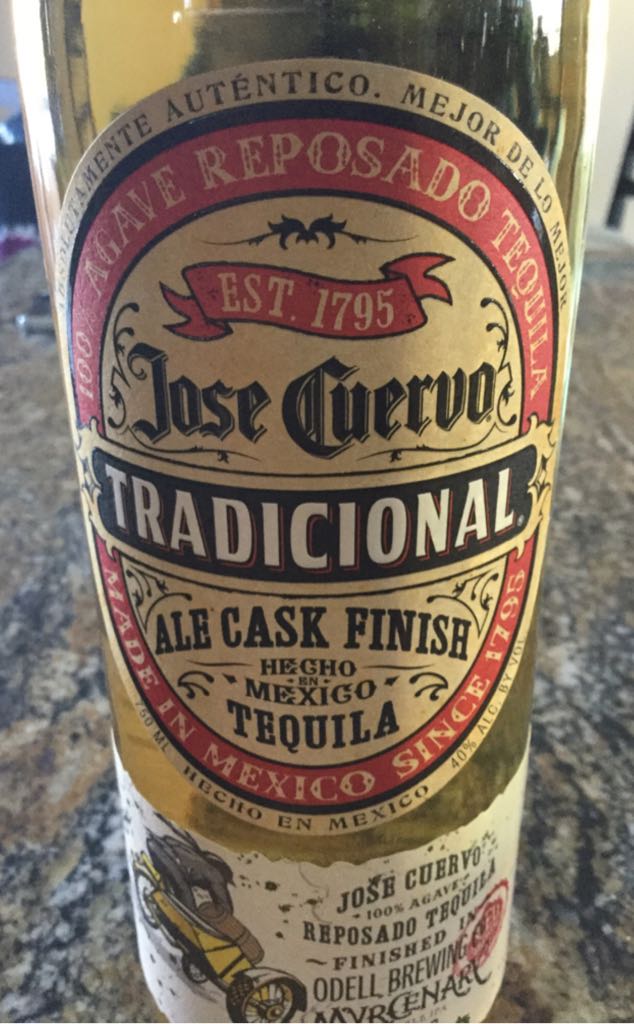 ABSOLUTAMENTE AUTÉNTICO. MEJOR DE LO MEJOR
100% AGAVE REPOSADO TEQUILA
EST. 1795
Jose Cuervo
TRADICIONAL
ALE CASK FINISH
HECHO
EN
MEXICO
TEQUILA
MADE IN MEXICO SINCE 1795
750 ML HECHO EN MEXICO 40% ALC. BY VOL
JOSE CUERVO
100% AGAVE
REPOSADO TEQUILA
FINISHED IN
ODELL BREWING
MYRCENARY
IPA